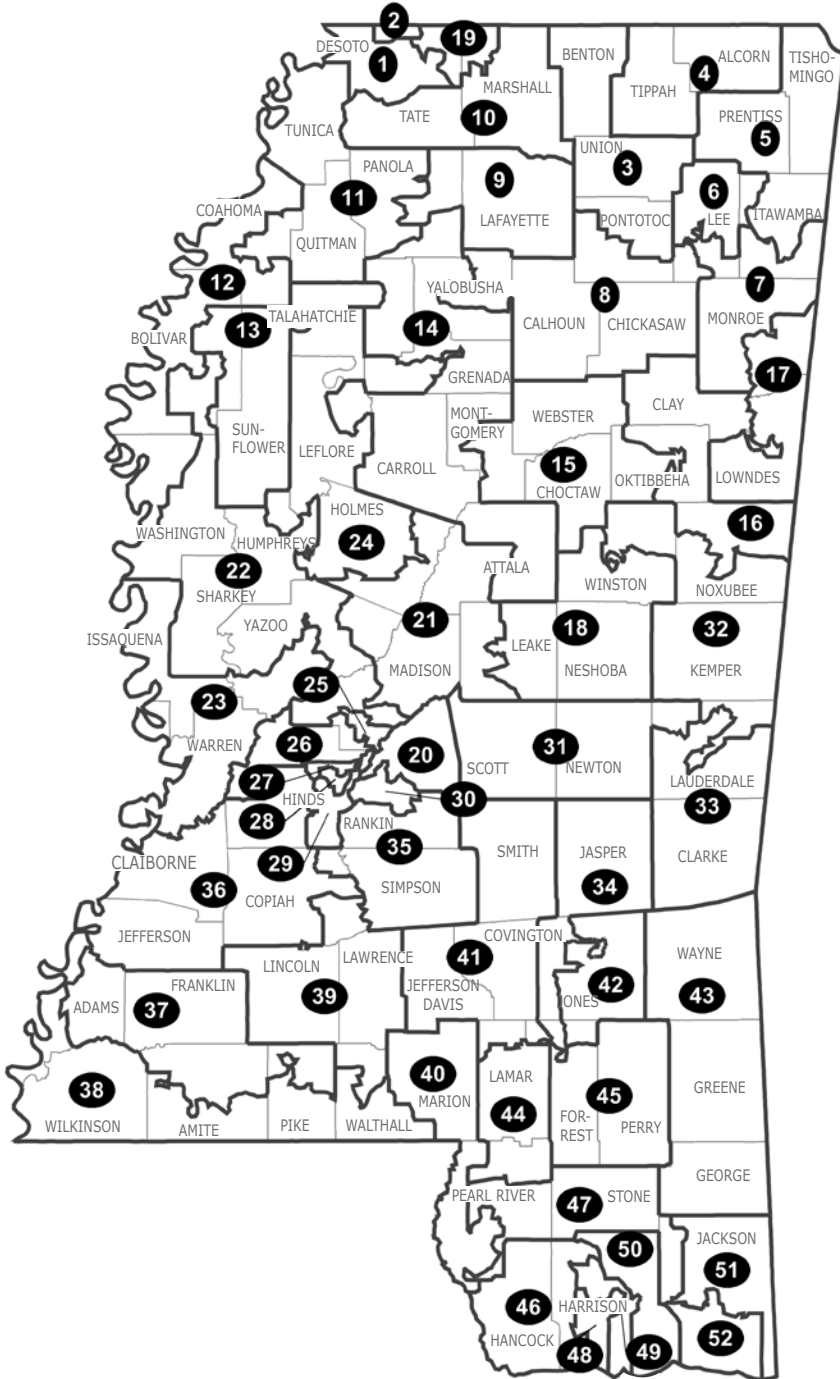 2
DESOTO
19
BENTON
ALCORN
TISHO-
MINGO
1
4
MARSHALL
TIPPAH
TATE
10
PRENTISS
TUNICA
5
UNION
PANOLA
3
9
11
6
COAHOMA
LAFAYETTE
PONTOTOC
LEE
ITAWAMBA
QUITMAN
12
YALOBUSHA
8
7
TALAHATCHIE
13
14
CALHOUN
CHICKASAW
MONROE
BOLIVAR
17
GRENADA
CLAY
MONT-
GOMERY
WEBSTER
SUN-
FLOWER
LEFLORE
CARROLL
15
CHOCTAW
OKTIBBEHA
LOWNDES
HOLMES
WASHINGTON
16
HUMPHREYS
24
22
ATTALA
WINSTON
NOXUBEE
SHARKEY
YAZOO
21
18
32
ISSAQUENA
LEAKE
MADISON
NESHOBA
KEMPER
25
23
WARREN
26
20
31
SCOTT
NEWTON
27
LAUDERDALE
HINDS
30
33
28
RANKIN
35
29
SMITH
JASPER
CLARKE
CLAIBORNE
36
SIMPSON
34
COPIAH
JEFFERSON
COVINGTON
41
LAWRENCE
WAYNE
LINCOLN
FRANKLIN
JEFFERSON
DAVIS
42
ADAMS
39
JONES
43
37
40
LAMAR
38
GREENE
MARION
45
44
WILKINSON
AMITE
PIKE
WALTHALL
FOR-
REST
PERRY
GEORGE
PEARL RIVER
47
STONE
JACKSON
50
51
46
HARRISON
HANCOCK
52
48
49